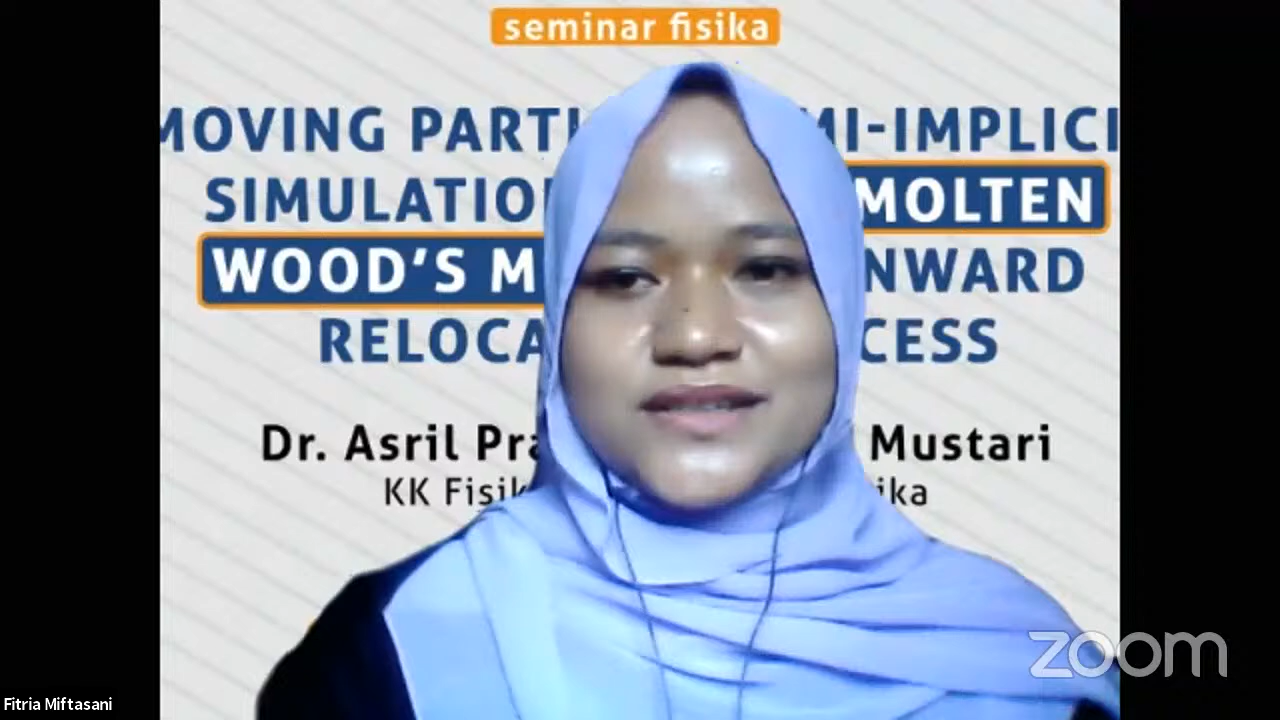 seminar fisika
MOVING PARTI MI-IMPLICI
SIMULATIO MOLTEN
WOOD'S M NWARD
RELOCA CESS
Dr. Asril Pra Mustari
KK Fisik ika
zoom
Fitria Miftasani